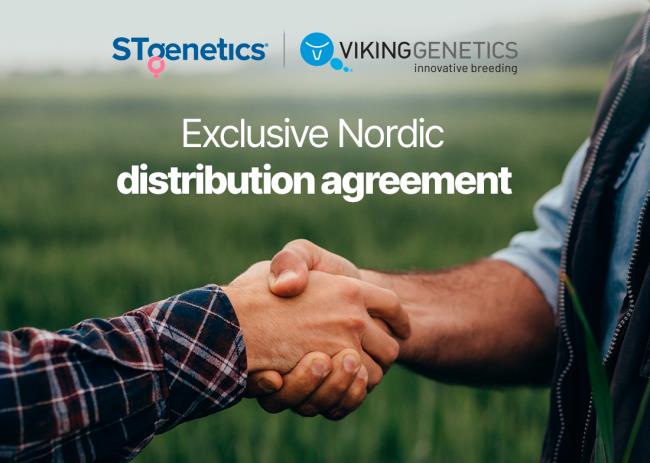 STgenetics® VIKINGGENETICS
innovative breeding
Exclusive Nordic
distribution agreement